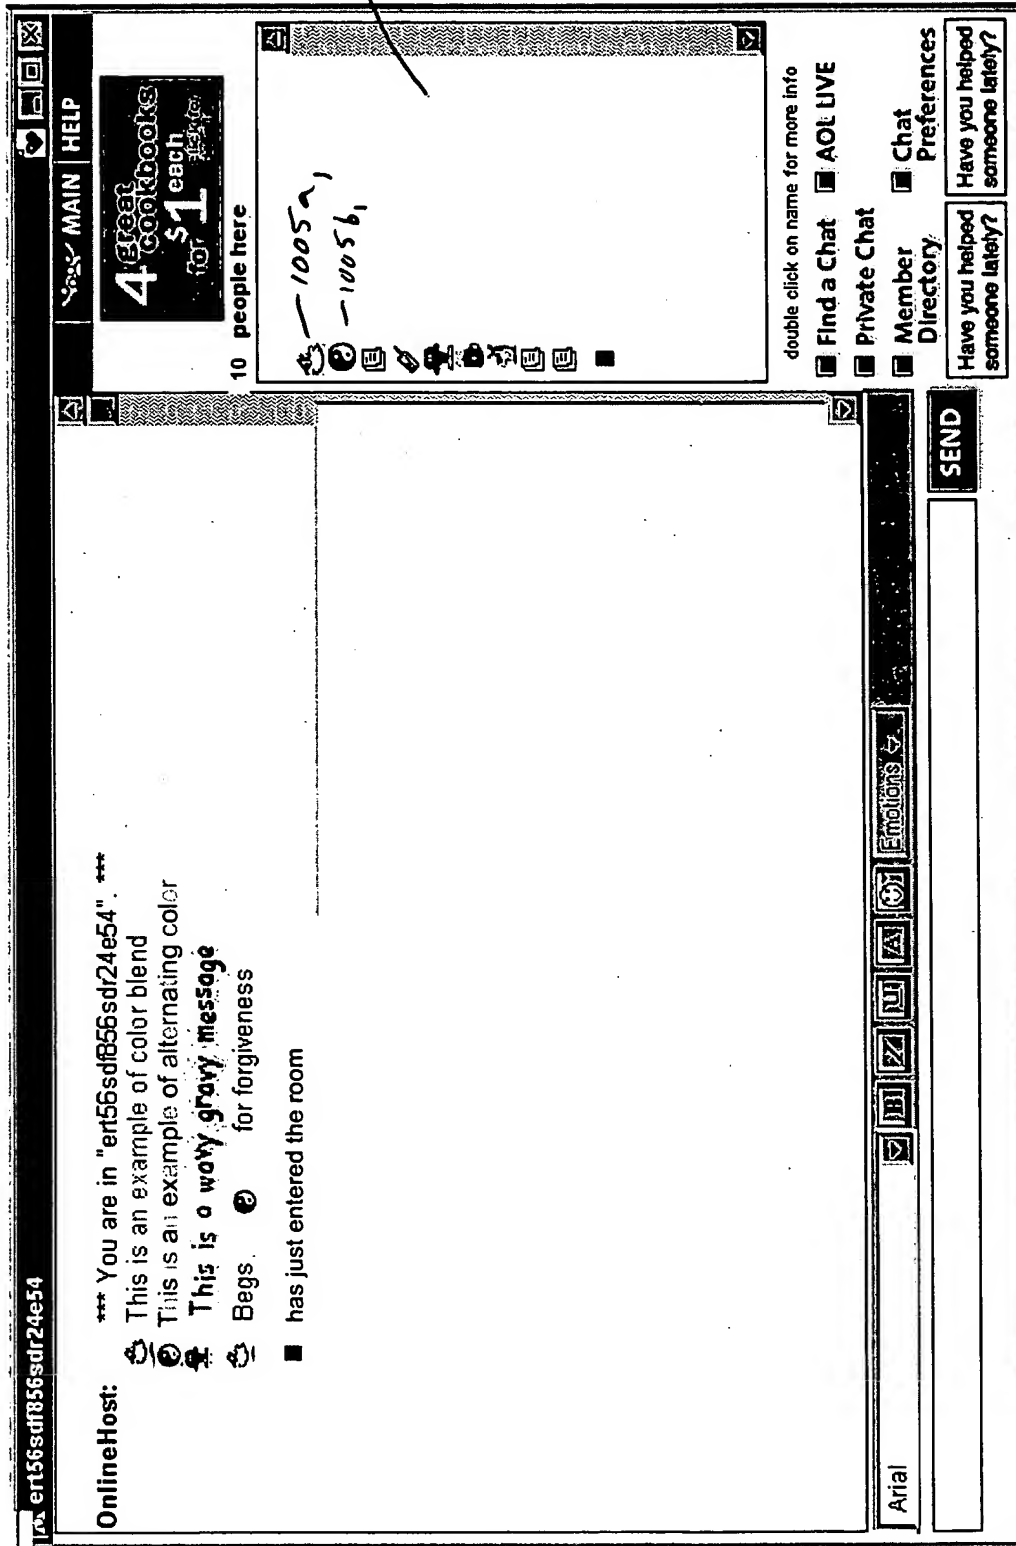 ert56sdf856sdr24e54
MAIN HELP
OnlineHost: *** You are in "ert56sdf856sdr24e54". ***
This is an example of color blend
This is an example of alternating color
This is a wavy gravy message
Begs. for forgiveness
has just entered the room
4 great
cookbooks
for $1 each
10 people here
1005a,
1005b,
double click on name for more info
Find a Chat AOL LIVE
Private Chat
Member Directory Chat Preferences
Have you helped someone lately?
Have you helped someone lately?
Arial B I U A Emotions
SEND